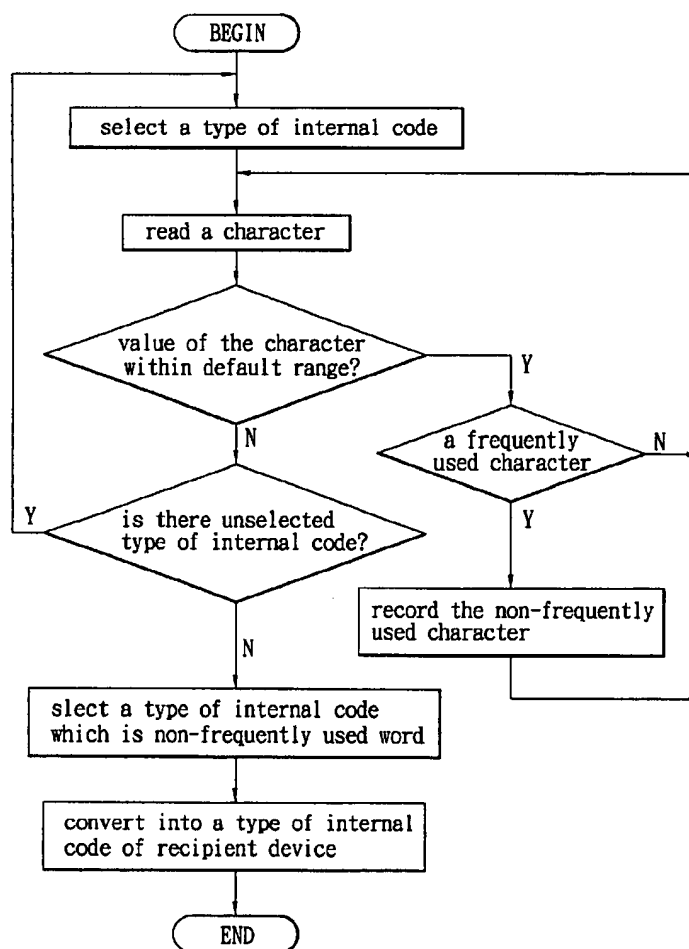 BEGIN
select a type of internal code
read a character
value of the character
within default range?
Y
N
a frequently
used character
N
Y
is there unselected
type of internal code?
Y
N
record the non-frequently
used character
slect a type of internal code
which is non-frequently used word
convert into a type of internal
code of recipient device
END